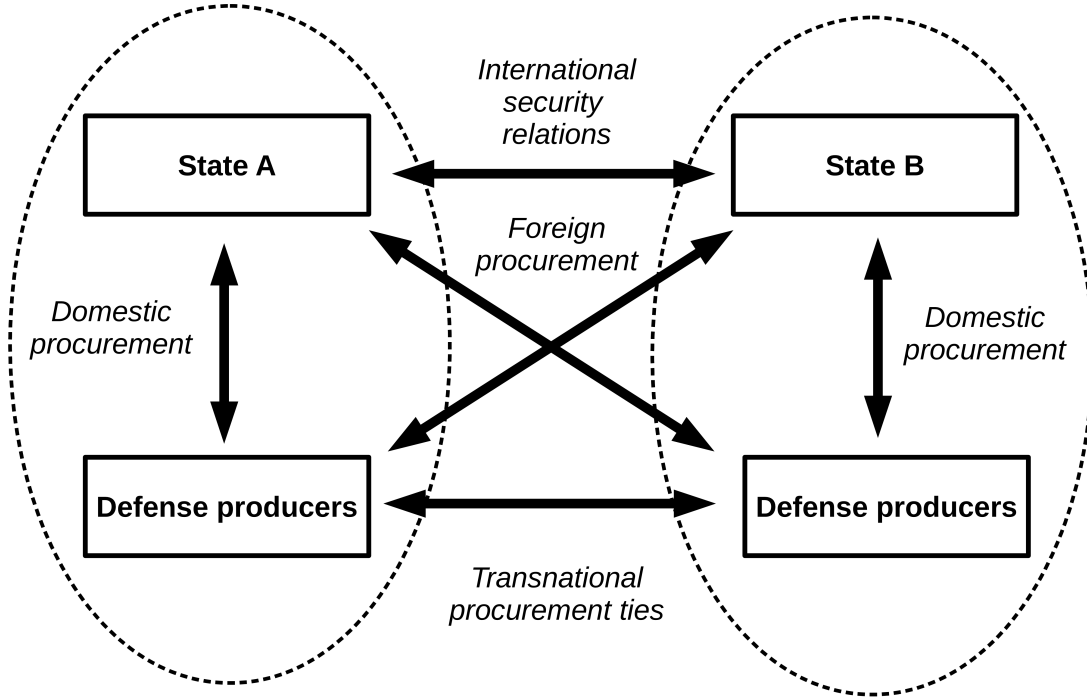 International
security
relations
State A
State B
Foreign
procurement
Domestic
procurement
Domestic
procurement
Defense producers
Defense producers
Transnational
procurement ties